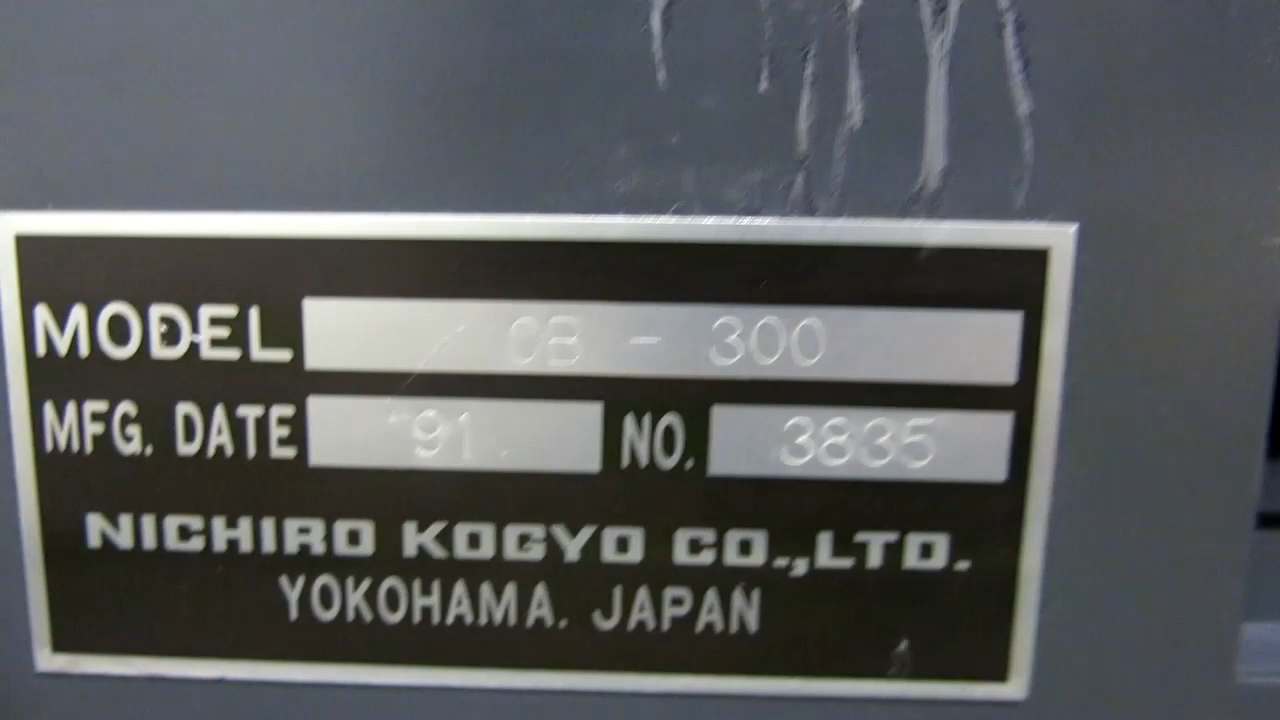 MODEL CB - 300
MFG. DATE '91. NO. 3835
NICHIRO KOGYO CO.,LTD.
YOKOHAMA. JAPAN